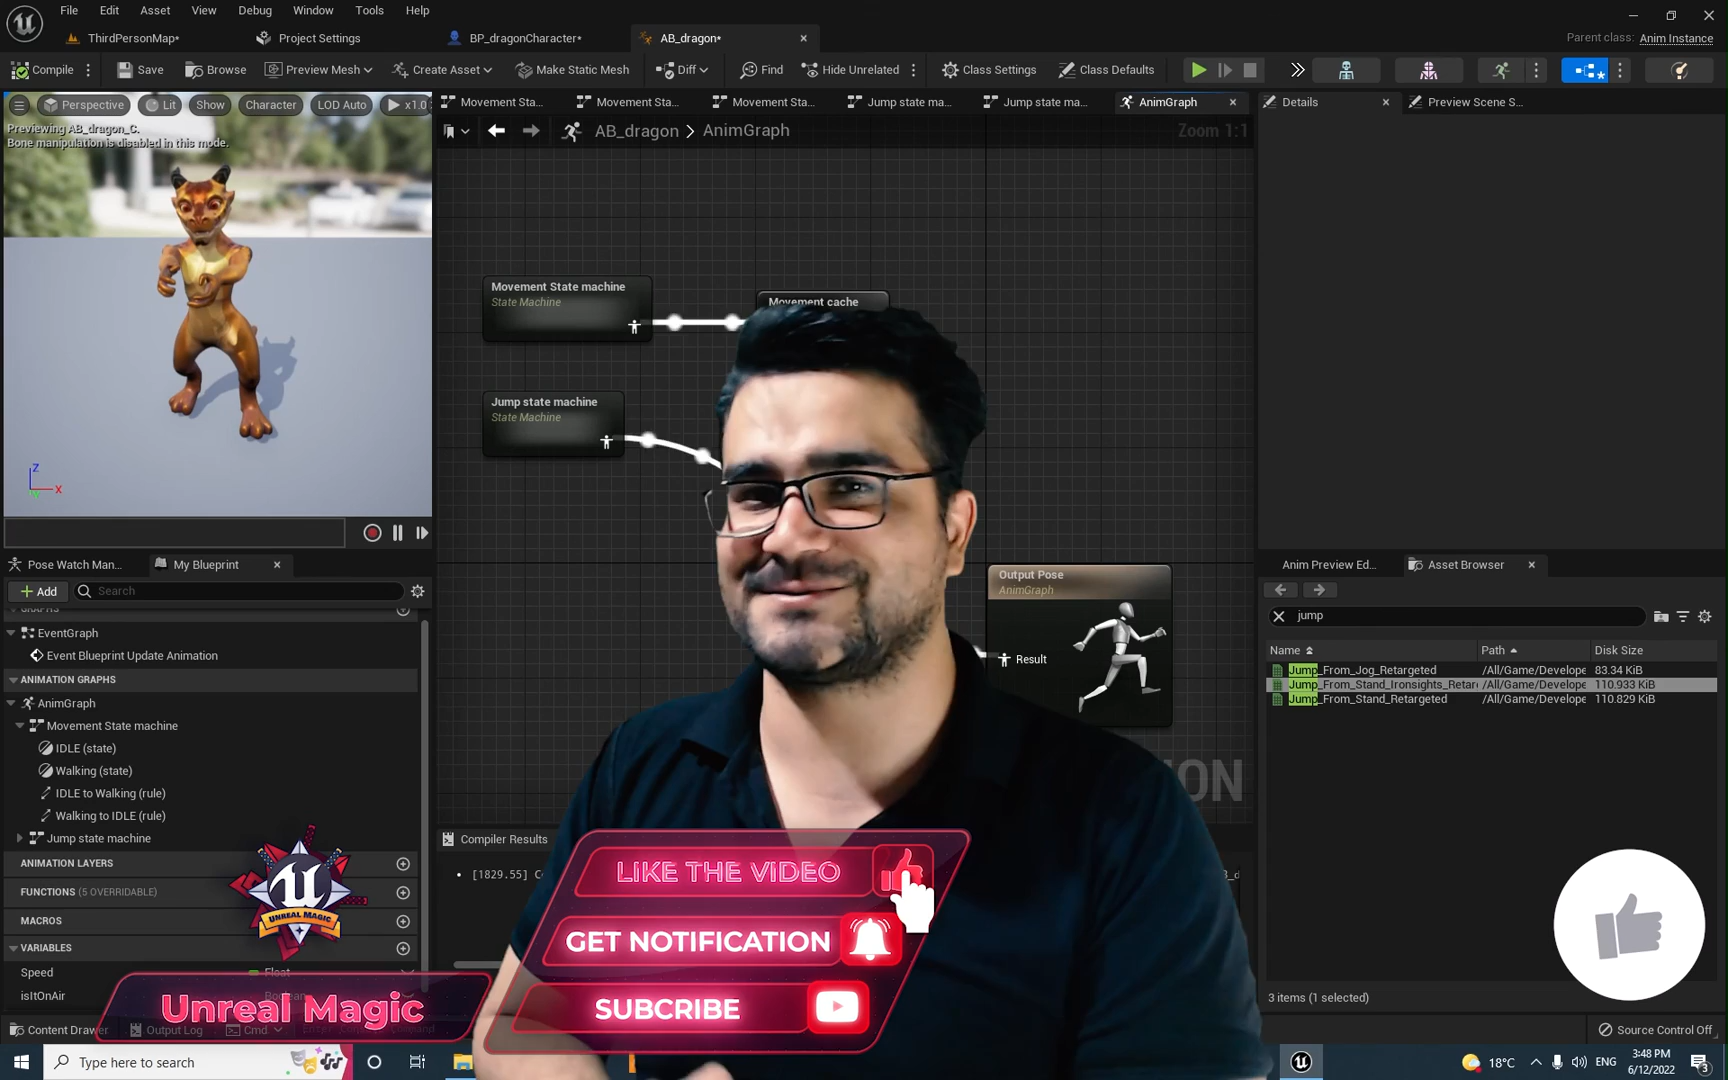 File Edit Asset View Debug Window Tools Help
ThirdPersonMap* Project Settings BP_dragonCharacter* AB_dragon*
Parent class: Anim Instance
Compile Save Browse Preview Mesh Create Asset Make Static Mesh Diff Find Hide Unrelated Class Settings Class Defaults
Perspective Lit Show Character LOD Auto x1.0
Previewing AB_dragon_C.
Bone manipulation is disabled in this mode.
Movement Sta... Movement Sta... Movement Sta... Jump state ma... Jump state ma... AnimGraph
AB_dragon > AnimGraph
Zoom 1:1
Details Preview Scene S...
Movement State machine
State Machine
Movement cache
Jump state machine
State Machine
Output Pose
AnimGraph
Result
Z
X
Pose Watch Man... My Blueprint
Add Search
GRAPHS
EventGraph
Event Blueprint Update Animation
ANIMATION GRAPHS
AnimGraph
Movement State machine
IDLE (state)
Walking (state)
IDLE to Walking (rule)
Walking to IDLE (rule)
Jump state machine
ANIMATION LAYERS
FUNCTIONS (5 OVERRIDABLE)
MACROS
VARIABLES
Speed Float
isItOnAir Boolean
Compiler Results
[1829.55]
Anim Preview Ed... Asset Browser
jump
Name Path Disk Size
Jump_From_Jog_Retargeted /All/Game/Develope 83.34 KiB
Jump_From_Stand_Ironsights_Retar /All/Game/Develope 110.933 KiB
Jump_From_Stand_Retargeted /All/Game/Develope 110.829 KiB
3 items (1 selected)
UNREAL MAGIC
Unreal Magic
LIKE THE VIDEO
GET NOTIFICATION
SUBSCRIBE
Content Drawer Output Log Cmd
Source Control Off
Type here to search
18°C ENG 3:48 PM
6/12/2022
3